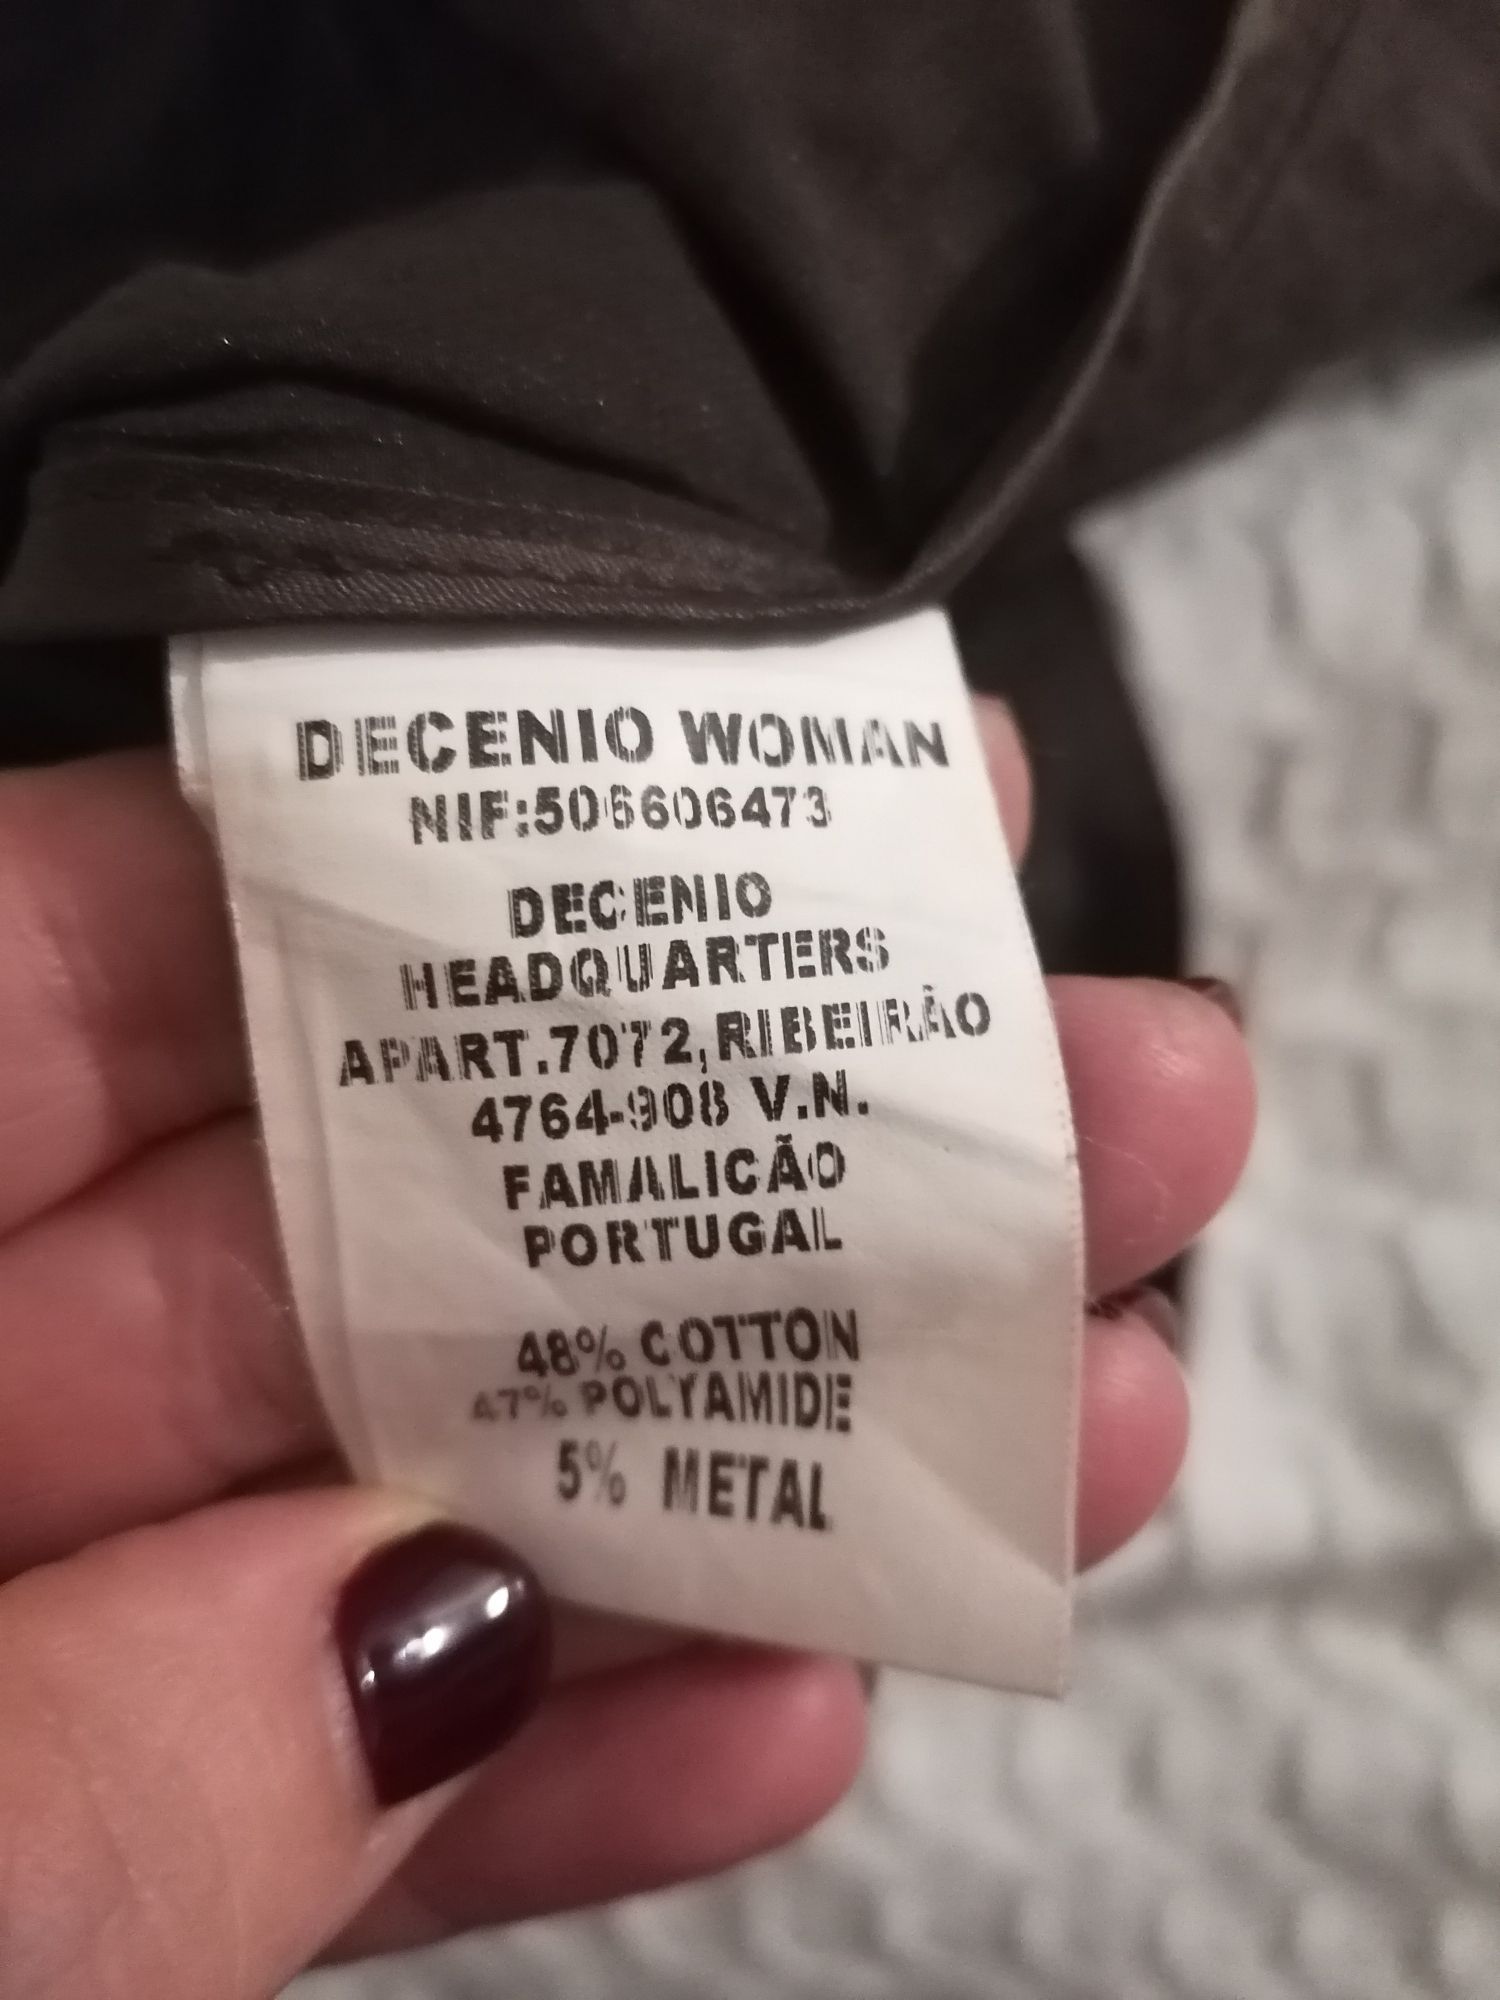 DECENIO WOMAN
NIF:506606473
DECENIO
HEADQUARTERS
APART.7072,RIBEIRÃO
4764-908 V.N.
FAMALICÃO
PORTUGAL
48% COTTON
47% POLYAMIDE
5% METAL